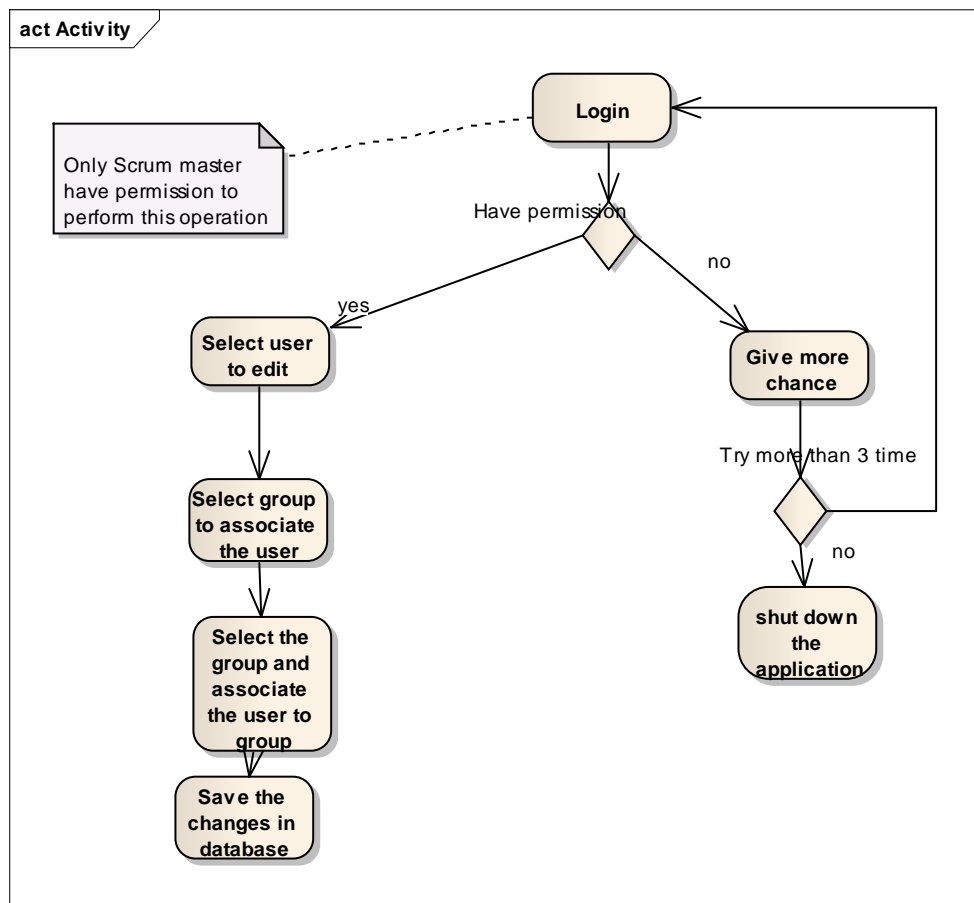 act Activity
Login
Only Scrum master
have permission to
perform this operation
Have permission
no
yes
Select user
to edit
Give more
chance
Try more than 3 time
Select group
to associate
the user
no
shut down
the
application
Select the
group and
associate
the user to
group
Save the
changes in
database